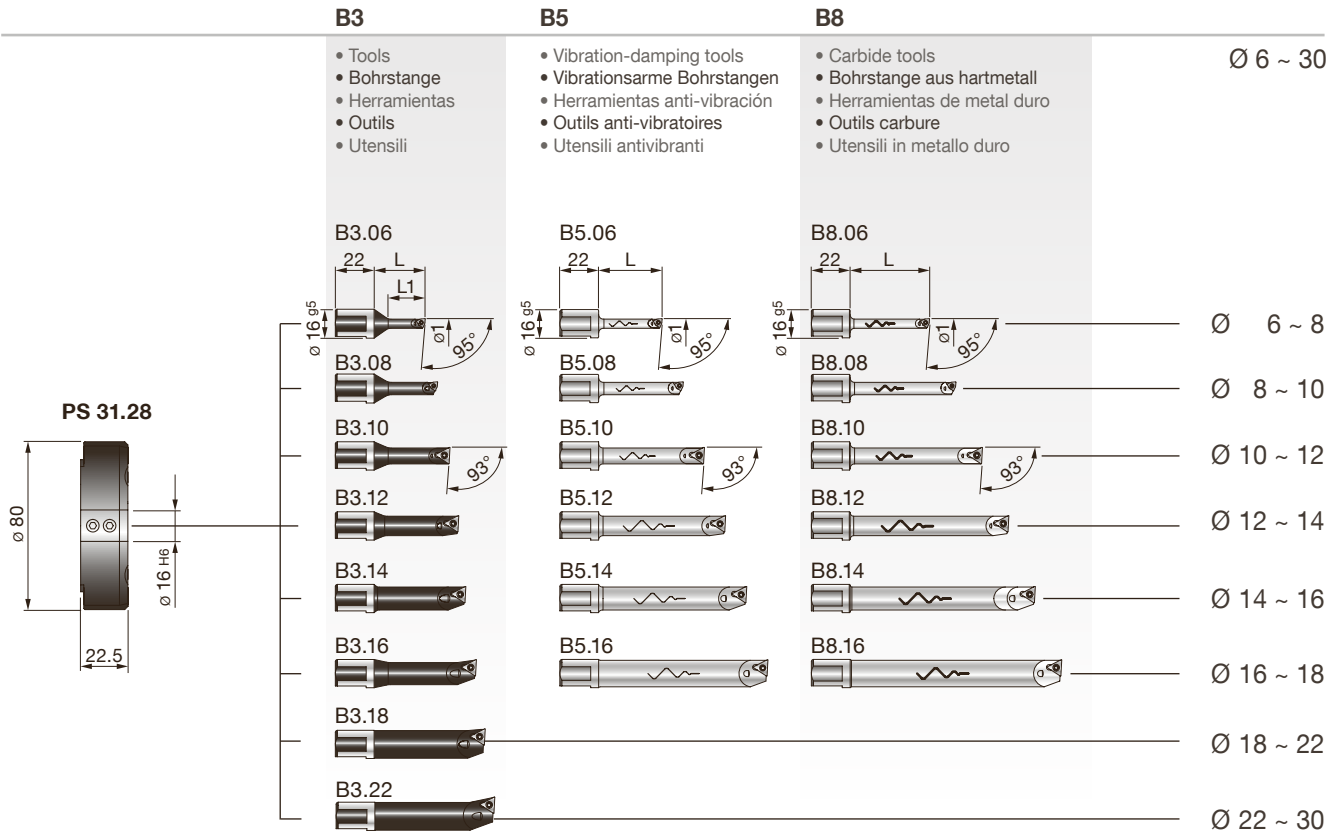 B3 B5 B8
• Tools
• Bohrstange
• Herramientas
• Outils
• Utensili
• Vibration-damping tools
• Vibrationsarme Bohrstangen
• Herramientas anti-vibración
• Outils anti-vibratoires
• Utensili antivibranti
• Carbide tools
• Bohrstange aus hartmetall
• Herramientas de metal duro
• Outils carbure
• Utensili in metallo duro
Ø 6 ~ 30
B3.06 B5.06 B8.06
22 L 22 L 22 L
L1
Ø 16 g5 Ø1 95° Ø 16 g5 Ø1 95° Ø 16 g5 Ø1 95° Ø 6 ~ 8
B3.08 B5.08 B8.08 Ø 8 ~ 10
PS 31.28
B3.10 B5.10 B8.10
93° 93° 93° Ø 10 ~ 12
B3.12 B5.12 B8.12 Ø 12 ~ 14
Ø 80 Ø 16 H6
B3.14 B5.14 B8.14 Ø 14 ~ 16
22.5
B3.16 B5.16 B8.16 Ø 16 ~ 18
B3.18 Ø 18 ~ 22
B3.22 Ø 22 ~ 30